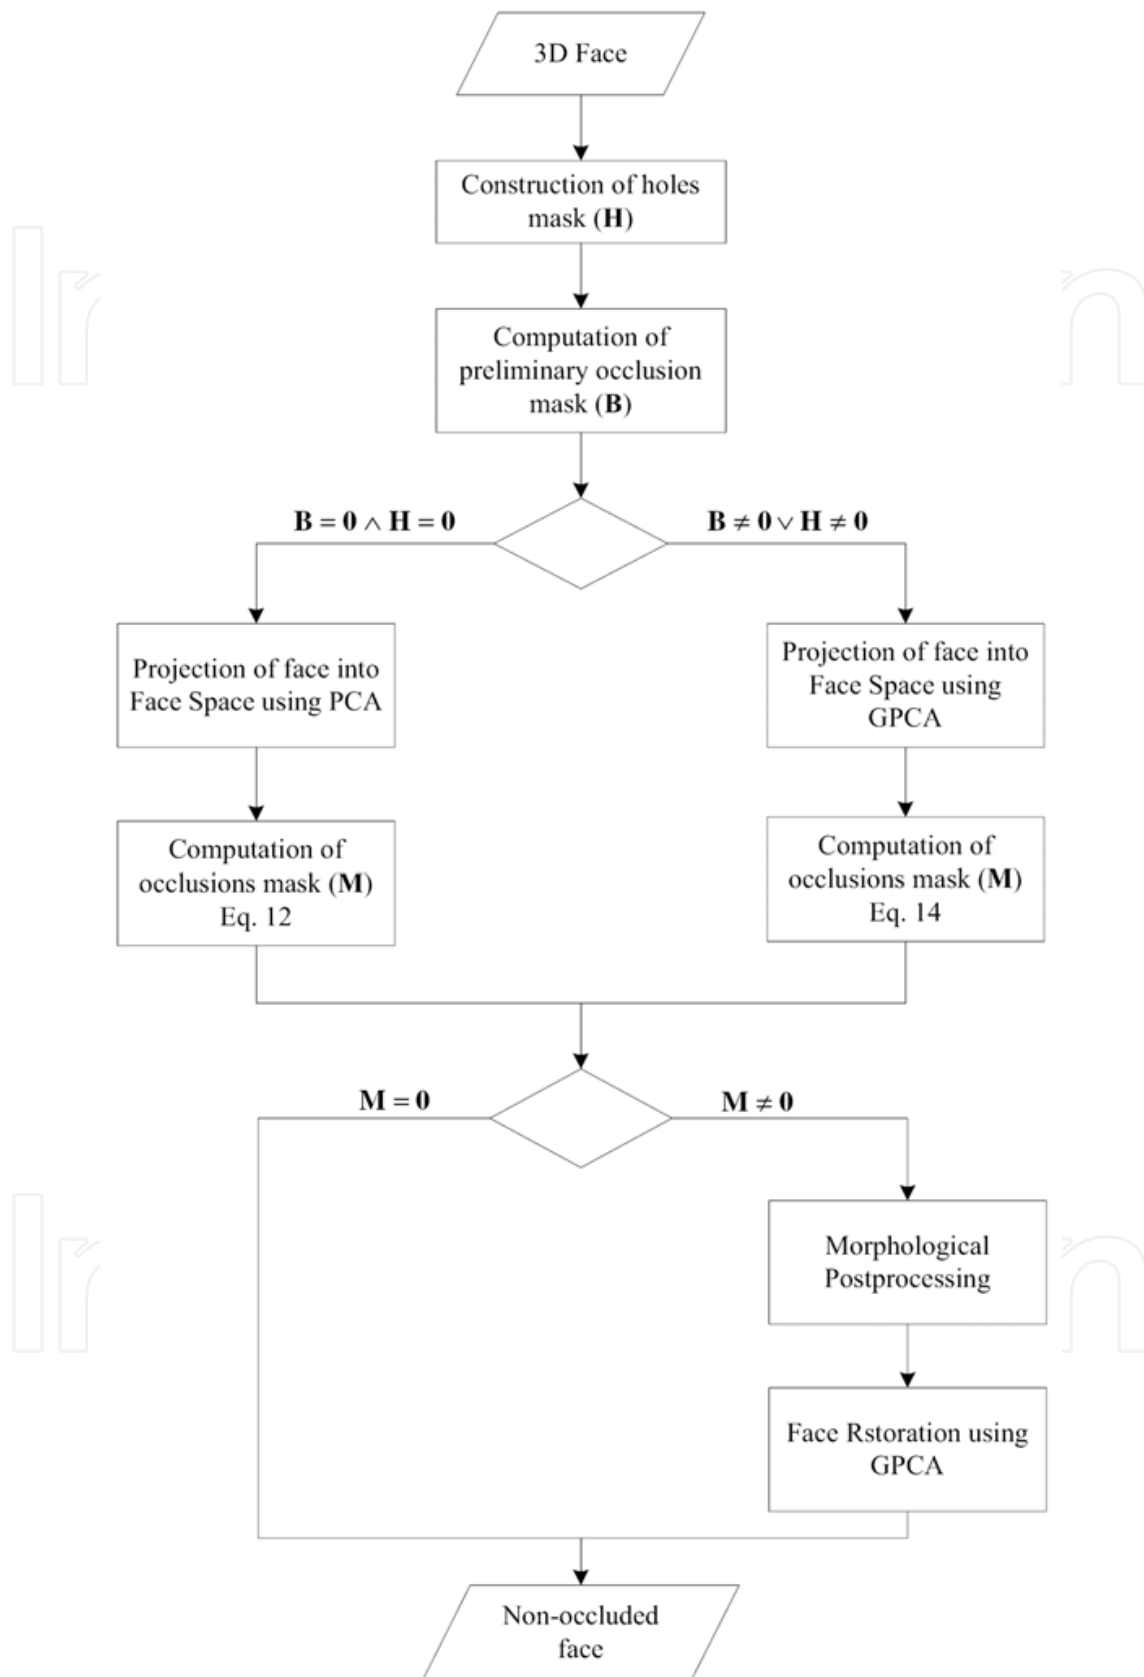 3D Face
Construction of holes
mask (H)
Computation of
preliminary occlusion
mask (B)
B = 0 ∧ H = 0
B ≠ 0 ∨ H ≠ 0
Projection of face into
Face Space using PCA
Projection of face into
Face Space using
GPCA
Computation of
occlusions mask (M)
Eq. 12
Computation of
occlusions mask (M)
Eq. 14
M = 0
M ≠ 0
Morphological
Postprocessing
Face Rstoration using
GPCA
Non-occluded
face